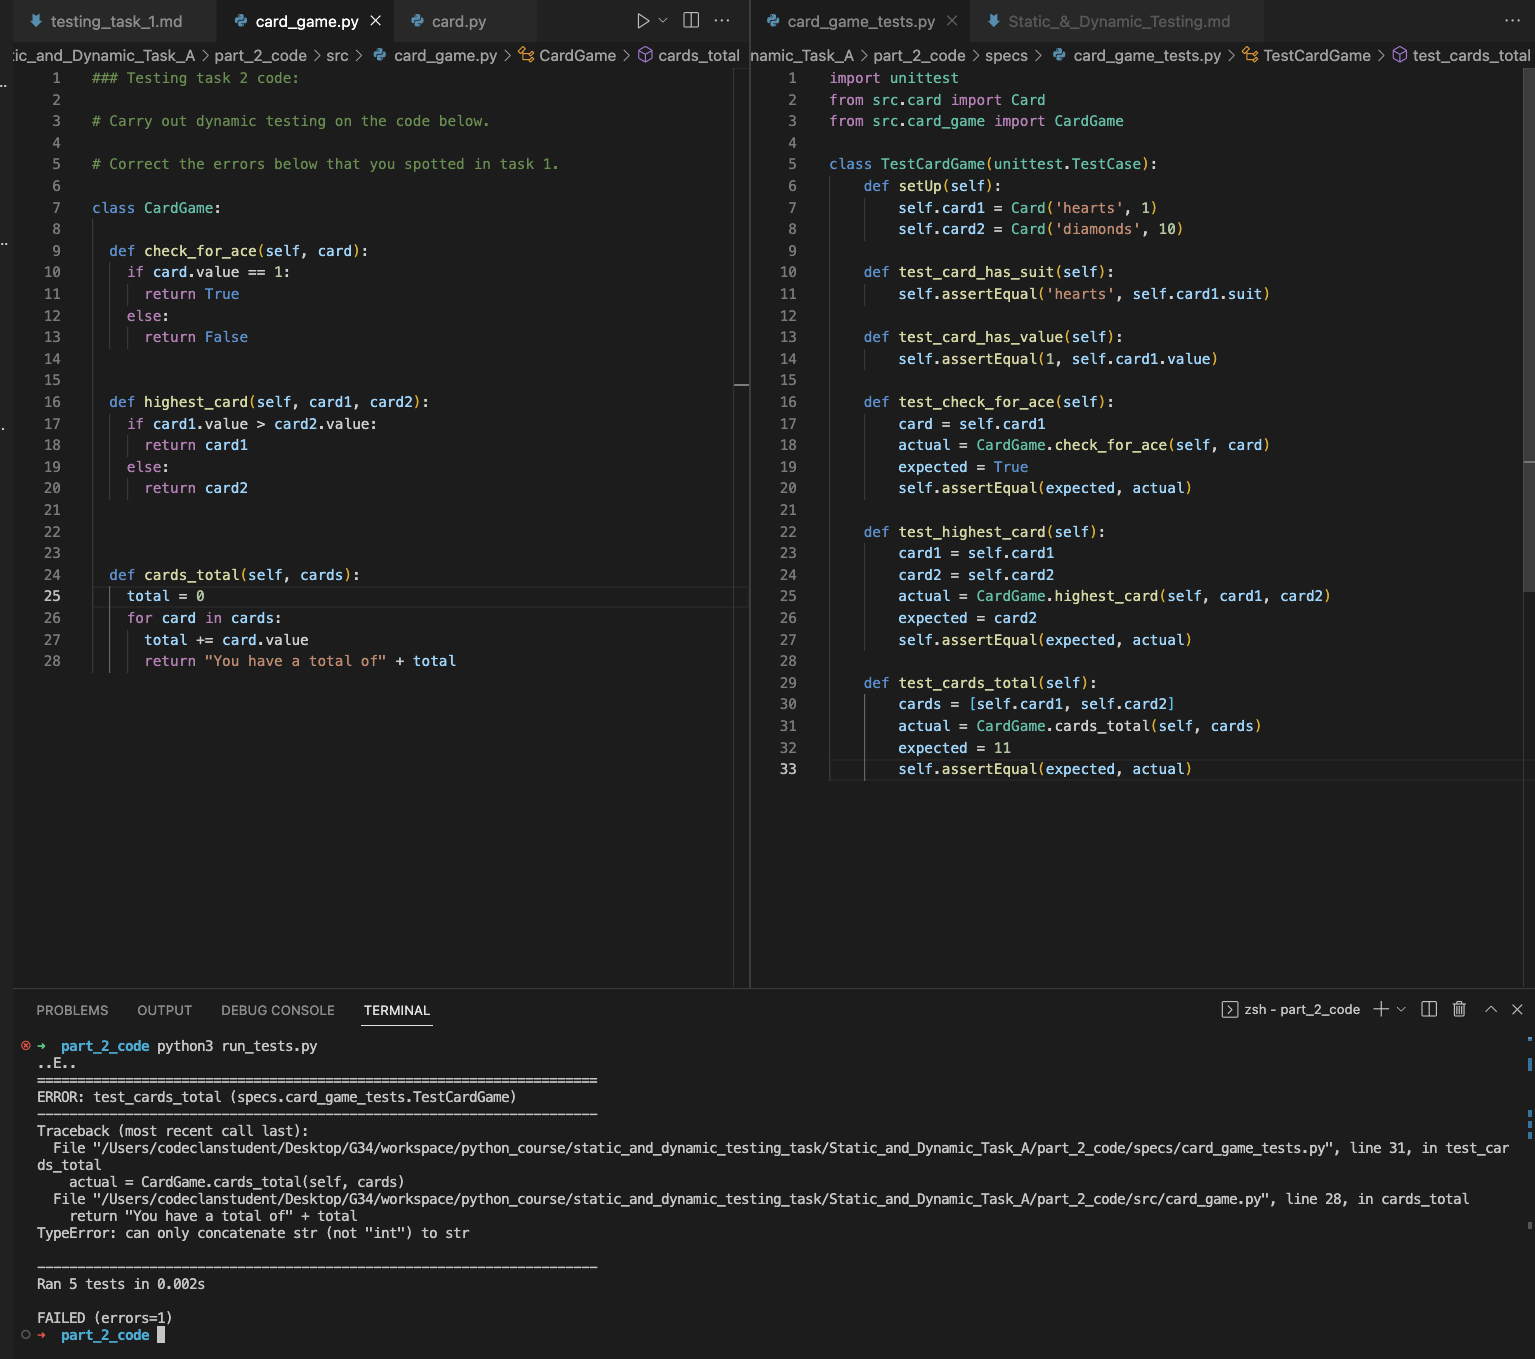 testing_task_1.md
card_game.py
card.py
tic_and_Dynamic_Task_A > part_2_code > src > card_game.py > CardGame > cards_total
1 ### Testing task 2 code:
2
3 # Carry out dynamic testing on the code below.
4
5 # Correct the errors below that you spotted in task 1.
6
7 class CardGame:
8
9 def check_for_ace(self, card):
10 if card.value == 1:
11 return True
12 else:
13 return False
14
15
16 def highest_card(self, card1, card2):
17 if card1.value > card2.value:
18 return card1
19 else:
20 return card2
21
22
23
24 def cards_total(self, cards):
25 total = 0
26 for card in cards:
27 total += card.value
28 return "You have a total of" + total
card_game_tests.py
Static_&_Dynamic_Testing.md
namic_Task_A > part_2_code > specs > card_game_tests.py > TestCardGame > test_cards_total
1 import unittest
2 from src.card import Card
3 from src.card_game import CardGame
4
5 class TestCardGame(unittest.TestCase):
6 def setUp(self):
7 self.card1 = Card('hearts', 1)
8 self.card2 = Card('diamonds', 10)
9
10 def test_card_has_suit(self):
11 self.assertEqual('hearts', self.card1.suit)
12
13 def test_card_has_value(self):
14 self.assertEqual(1, self.card1.value)
15
16 def test_check_for_ace(self):
17 card = self.card1
18 actual = CardGame.check_for_ace(self, card)
19 expected = True
20 self.assertEqual(expected, actual)
21
22 def test_highest_card(self):
23 card1 = self.card1
24 card2 = self.card2
25 actual = CardGame.highest_card(self, card1, card2)
26 expected = card2
27 self.assertEqual(expected, actual)
28
29 def test_cards_total(self):
30 cards = [self.card1, self.card2]
31 actual = CardGame.cards_total(self, cards)
32 expected = 11
33 self.assertEqual(expected, actual)
PROBLEMS OUTPUT DEBUG CONSOLE TERMINAL
zsh - part_2_code
→ part_2_code python3 run_tests.py
..E..
======================================================================
ERROR: test_cards_total (specs.card_game_tests.TestCardGame)
----------------------------------------------------------------------
Traceback (most recent call last):
File "/Users/codeclanstudent/Desktop/G34/workspace/python_course/static_and_dynamic_testing_task/Static_and_Dynamic_Task_A/part_2_code/specs/card_game_tests.py", line 31, in test_car
ds_total
actual = CardGame.cards_total(self, cards)
File "/Users/codeclanstudent/Desktop/G34/workspace/python_course/static_and_dynamic_testing_task/Static_and_Dynamic_Task_A/part_2_code/src/card_game.py", line 28, in cards_total
return "You have a total of" + total
TypeError: can only concatenate str (not "int") to str
----------------------------------------------------------------------
Ran 5 tests in 0.002s
FAILED (errors=1)
→ part_2_code